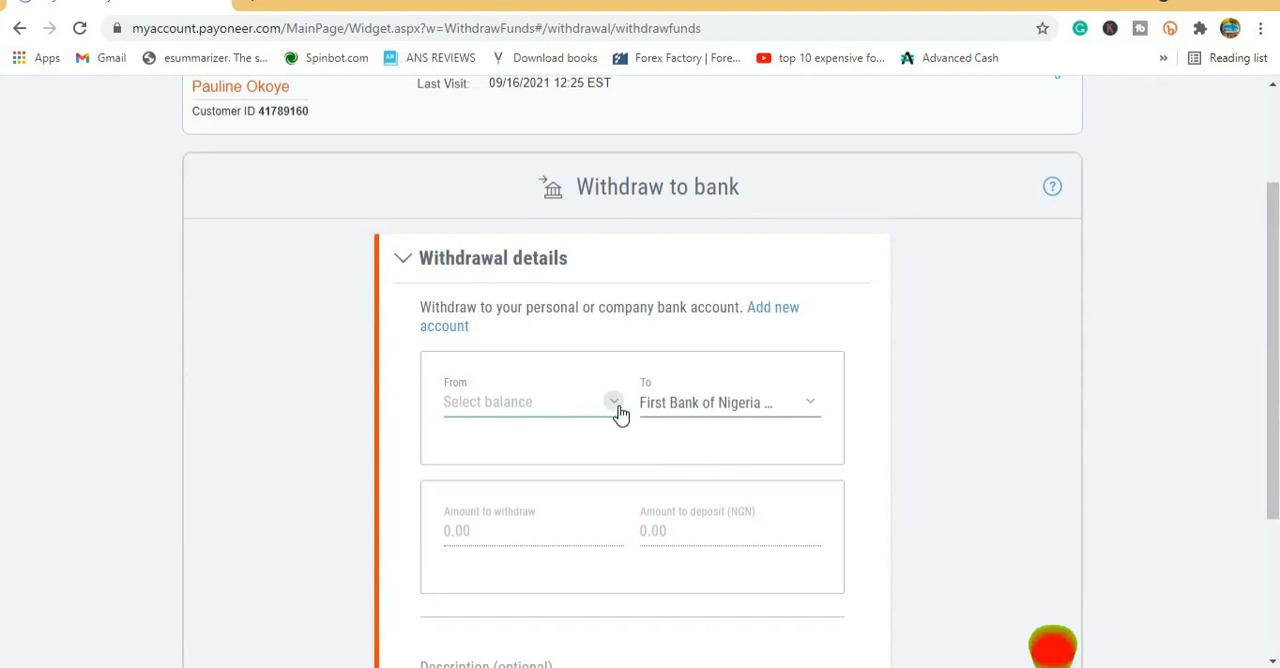 myaccount.payoneer.com/MainPage/Widget.aspx?w=WithdrawFunds#/withdrawal/withdrawfunds
Apps Gmail esummarizer. The s... Spinbot.com ANS REVIEWS Download books Forex Factory | Fore... top 10 expensive fo... Advanced Cash » Reading list
Pauline Okoye Last Visit: 09/16/2021 12:25 EST
Customer ID 41789160
Withdraw to bank ?
Withdrawal details
Withdraw to your personal or company bank account. Add new
account
From To
Select balance First Bank of Nigeria ...
Amount to withdraw Amount to deposit (NGN)
0.00 0.00
Description (optional)